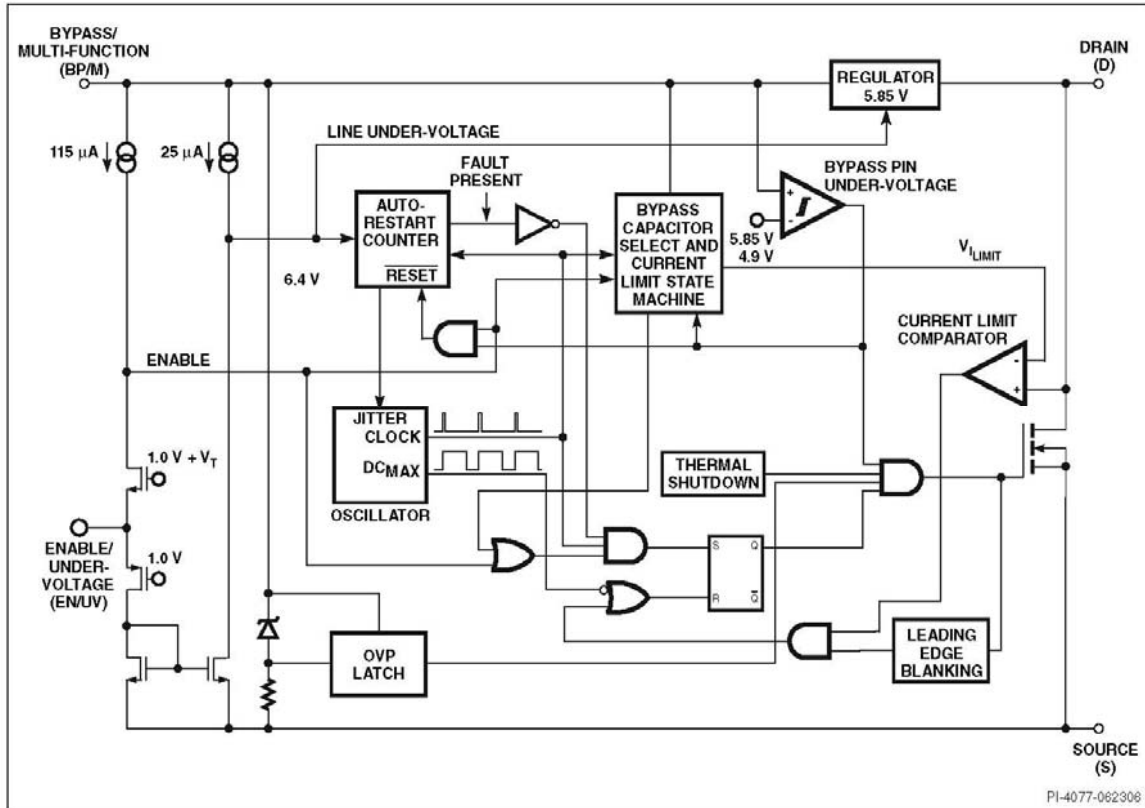 BYPASS/
MULTI-FUNCTION
(BP/M)
DRAIN
(D)
REGULATOR
5.85 V
LINE UNDER-VOLTAGE
115 µA
25 µA
FAULT
PRESENT
BYPASS PIN
UNDER-VOLTAGE
+
-
AUTO-
RESTART
COUNTER
RESET
BYPASS
CAPACITOR
SELECT AND
CURRENT
LIMIT STATE
MACHINE
5.85 V
4.9 V
VILIMIT
6.4 V
CURRENT LIMIT
COMPARATOR
-
+
ENABLE
JITTER
CLOCK
DCMAX
OSCILLATOR
1.0 V + VT
THERMAL
SHUTDOWN
ENABLE/
UNDER-
VOLTAGE
(EN/UV)
1.0 V
S Q
R Q̅
OVP
LATCH
LEADING
EDGE
BLANKING
SOURCE
(S)
PI-4077-062306